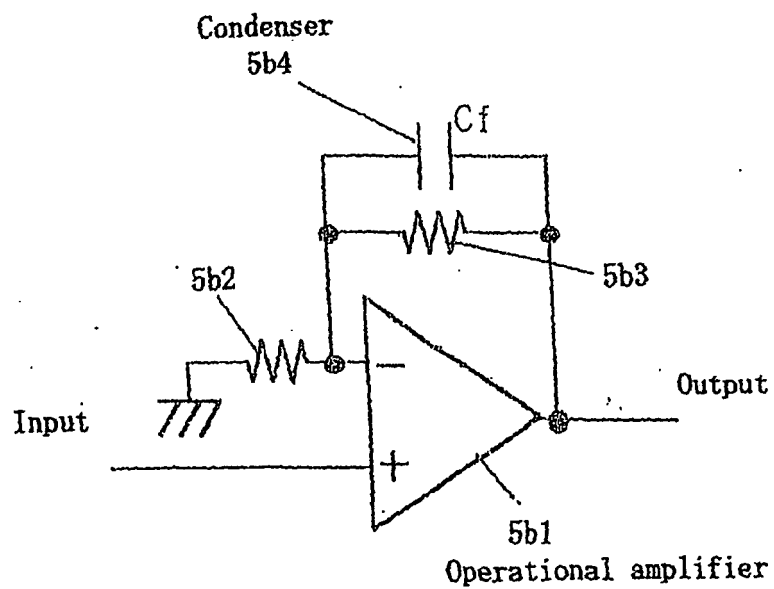 Condenser
5b4
Cf
5b3
5b2
−
Output
Input
+
5b1
Operational amplifier